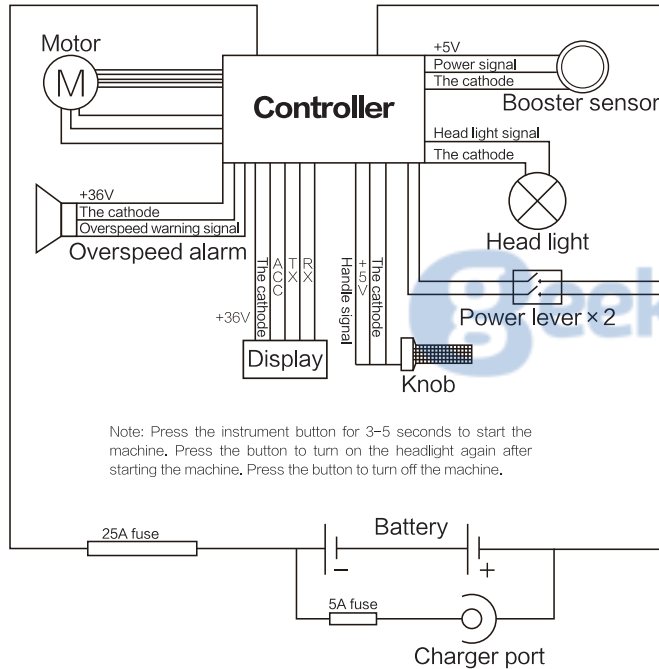 Motor
M
Controller
+5V
Power signal
The cathode
Booster sensor
Head light signal
The cathode
Head light
+36V
The cathode
Overspeed warning signal
Overspeed alarm
+36V
The cathode
ACC
TX
RX
Display
Handle signal
+5V
The cathode
Knob
geek
Power lever × 2
Note: Press the instrument button for 3-5 seconds to start the
machine. Press the button to turn on the headlight again after
starting the machine. Press the button to turn off the machine.
25A fuse
Battery
-
+
5A fuse
Charger port